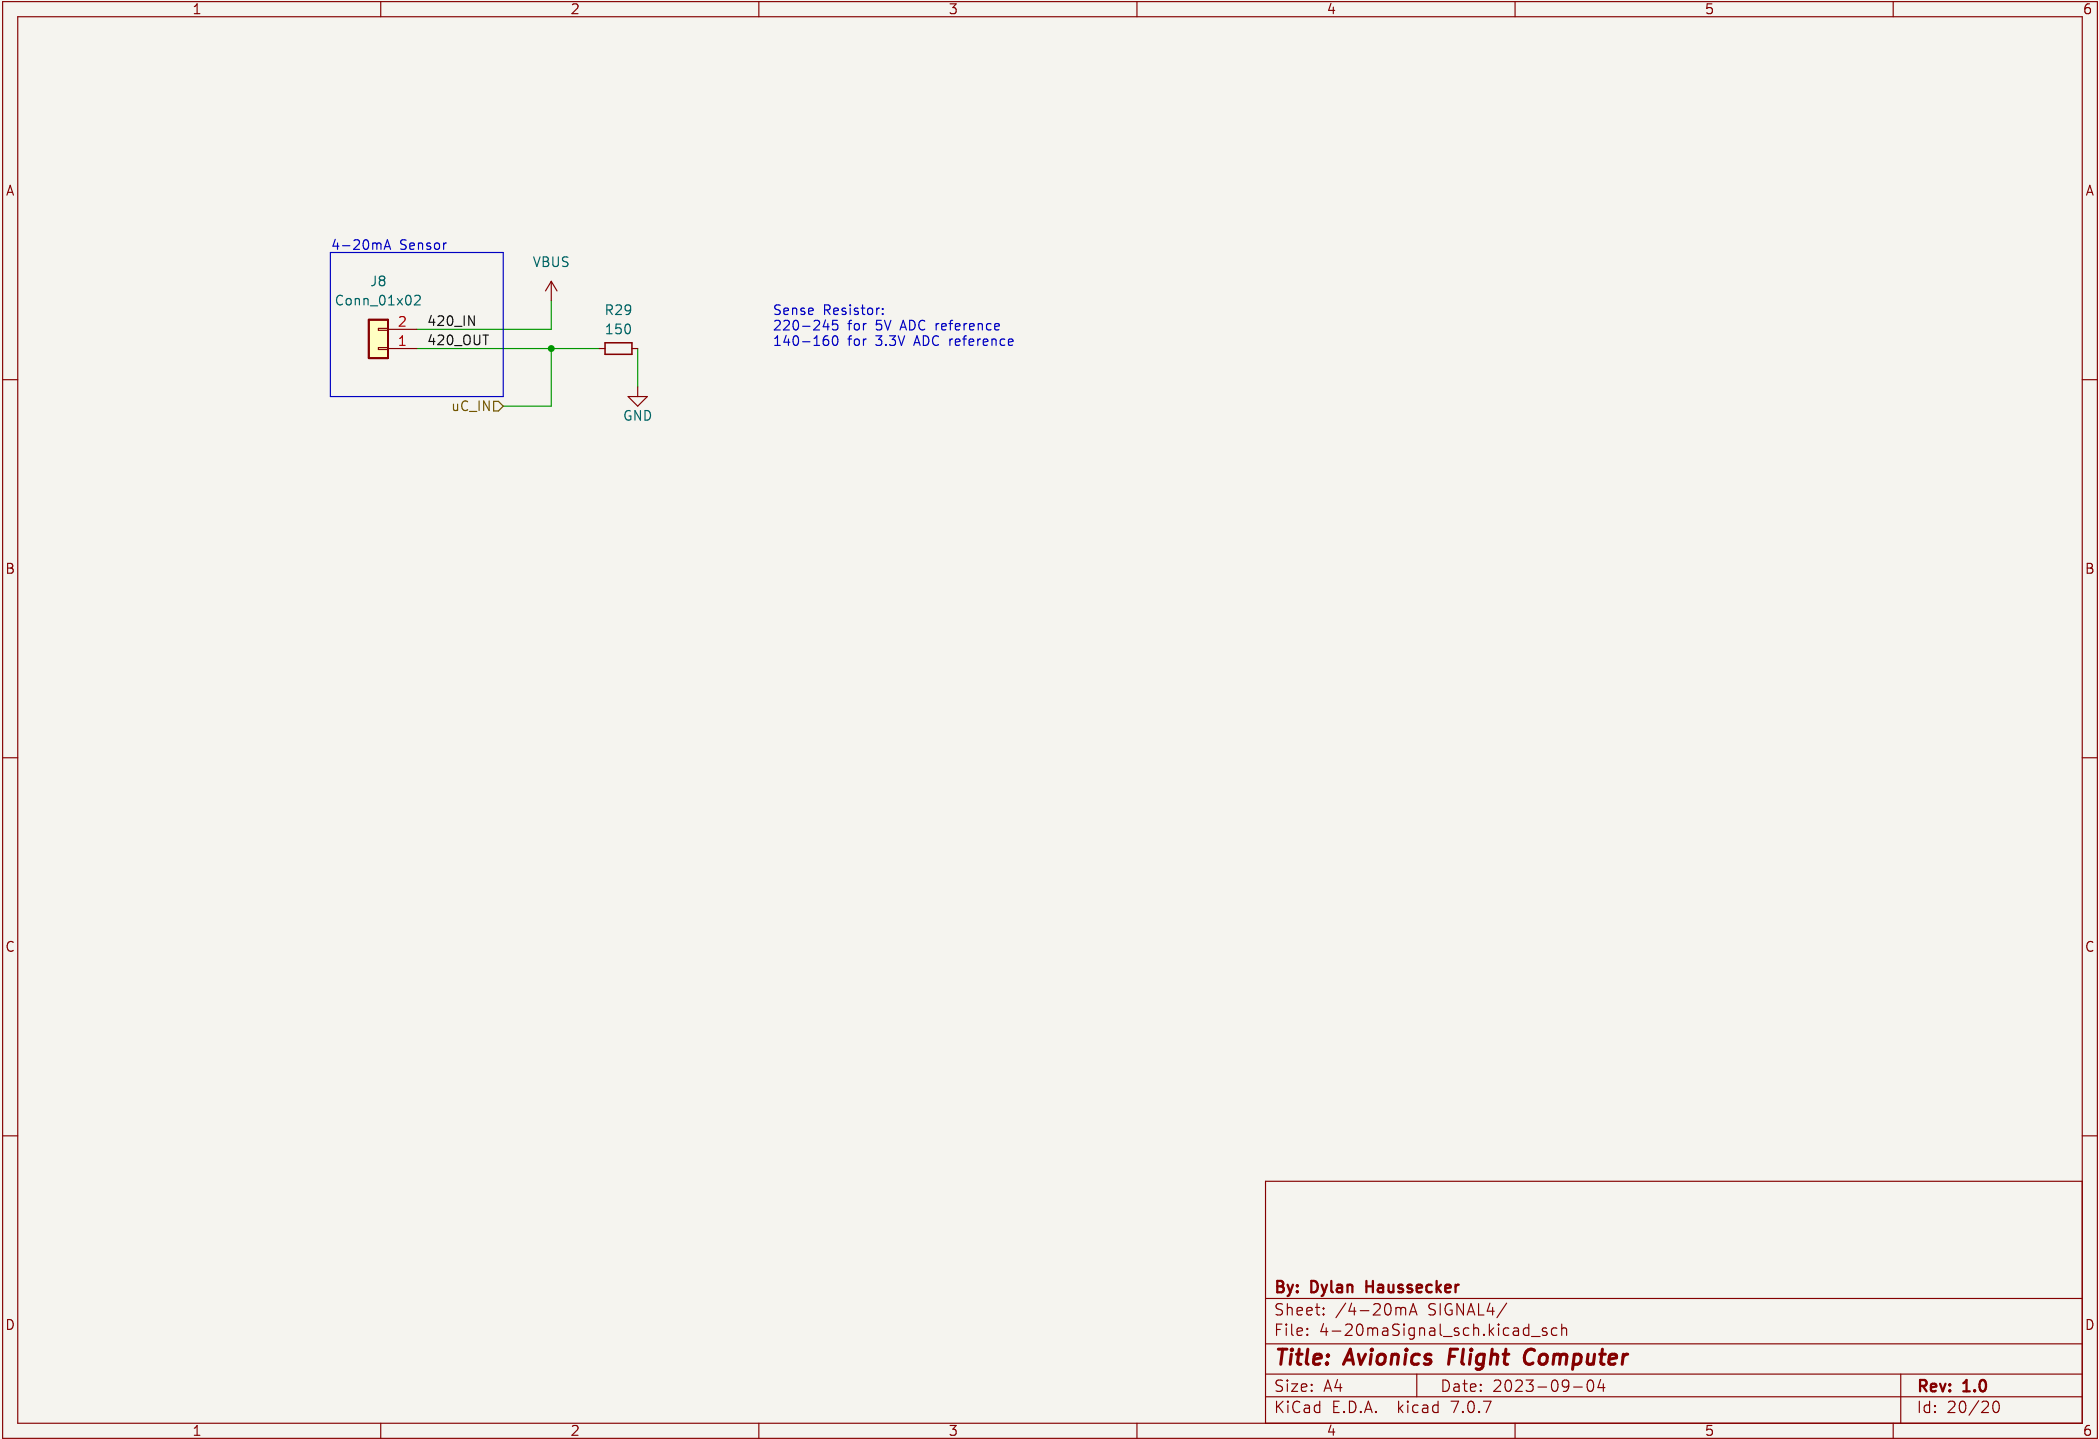 1 2 3 4 5 6
A A
4-20mA Sensor
VBUS
J8
Conn_01x02
2 420_IN
1 420_OUT
R29
150
Sense Resistor:
220-245 for 5V ADC reference
140-160 for 3.3V ADC reference
uC_IN
GND
B B
C C
D D
By: Dylan Haussecker
Sheet: /4-20mA SIGNAL4/
File: 4-20maSignal_sch.kicad_sch
Title: Avionics Flight Computer
Size: A4 Date: 2023-09-04 Rev: 1.0
KiCad E.D.A. kicad 7.0.7 Id: 20/20
1 2 3 4 5 6